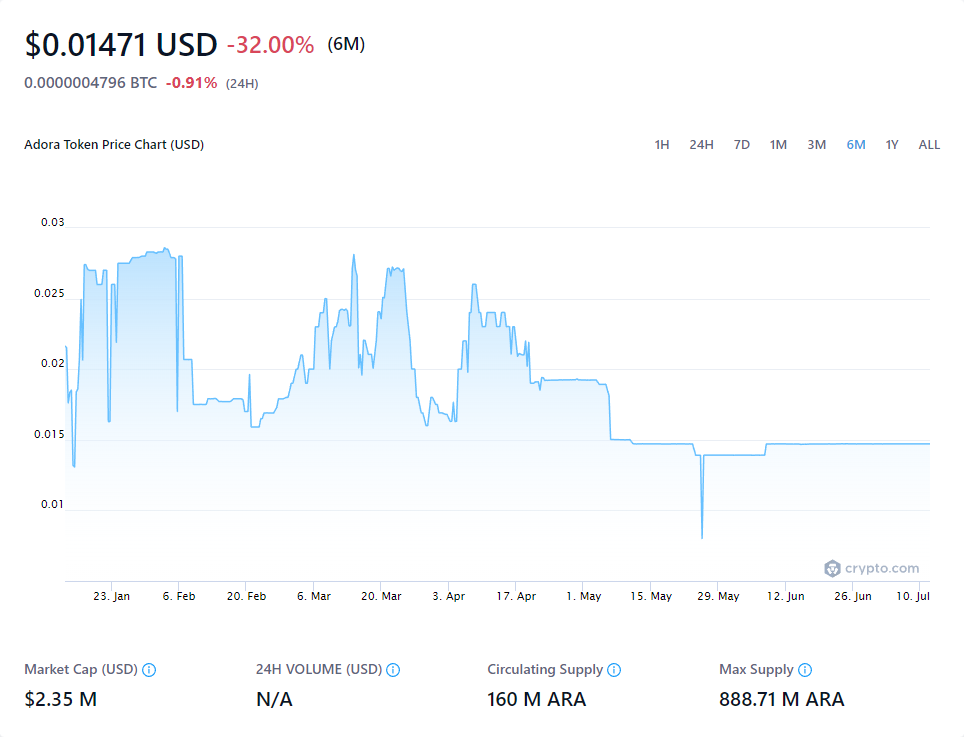 $0.01471 USD -32.00% (6M)
0.0000004796 BTC -0.91% (24H)
Adora Token Price Chart (USD)
1H 24H 7D 1M 3M 6M 1Y ALL
0.03
0.025
0.02
0.015
0.01
crypto.com
23. Jan 6. Feb 20. Feb 6. Mar 20. Mar 3. Apr 17. Apr 1. May 15. May 29. May 12. Jun 26. Jun 10. Jul
Market Cap (USD) 24H VOLUME (USD) Circulating Supply Max Supply
$2.35 M N/A 160 M ARA 888.71 M ARA